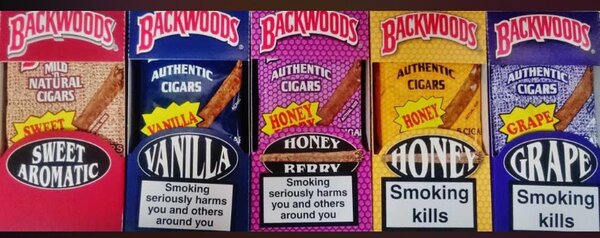 BACKWOODS®
MILD
'n'
NATURAL
CIGARS
SWEET
SWEET
AROMATIC
BACKWOODS®
AUTHENTIC
CIGARS
VANILLA
VANILLA
Smoking
seriously harms
you and others
around you
BACKWOODS®
AUTHENTIC
CIGARS
HONEY
HONEY
BERRY
Smoking
seriously harms
you and others
around you
BACKWOODS
AUTHENTIC
CIGARS
HONEY
HONEY
Smoking
kills
BACKWOODS®
AUTHENTIC
CIGARS
GRAPE
GRAPE
Smoking
kills